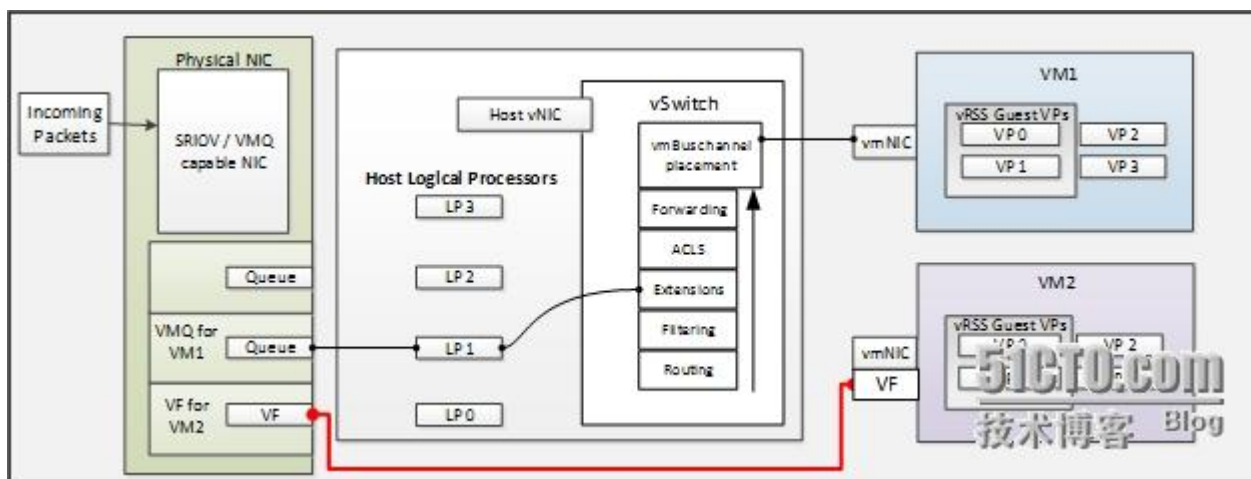 Physical NIC
Incoming
Packets
SRIOV / VMQ
capable NIC
Queue
VMQ for
VM1
Queue
VF for
VM2
VF
Host vNIC
Host Logical Processors
LP 3
LP 2
LP 1
LP 0
vSwitch
vmBuschannel
placement
Forwarding
ACLS
Extensions
Filtering
Routing
vmNIC
VM1
vRSS Guest VPs
VP 0
VP 2
VP 1
VP 3
VM2
vRSS Guest VPs
VP 2
vmNIC
VF
51CTO.com
技术博客 Blog